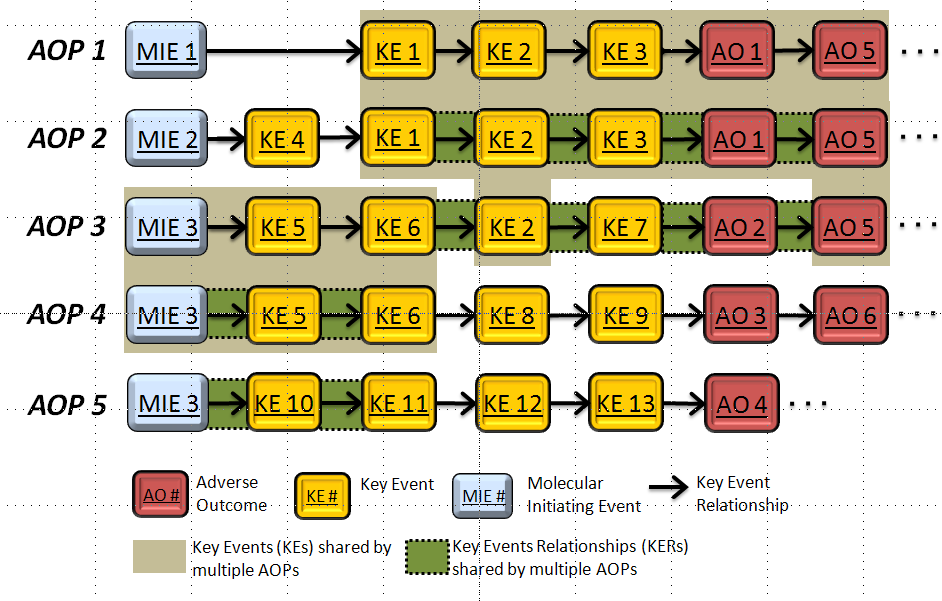 AOP 1 MIE 1 KE 1 KE 2 KE 3 AO 1 AO 5 ...
AOP 2 MIE 2 KE 4 KE 1 KE 2 KE 3 AO 1 AO 5 ...
AOP 3 MIE 3 KE 5 KE 6 KE 2 KE 7 AO 2 AO 5 ...
AOP 4 MIE 3 KE 5 KE 6 KE 8 KE 9 AO 3 AO 6 ...
AOP 5 MIE 3 KE 10 KE 11 KE 12 KE 13 AO 4 ...
AO # Adverse
Outcome
KE # Key Event
MIE # Molecular
Initiating Event
Key Event
Relationship
Key Events (KEs) shared by
multiple AOPs
Key Events Relationships (KERs)
shared by multiple AOPs